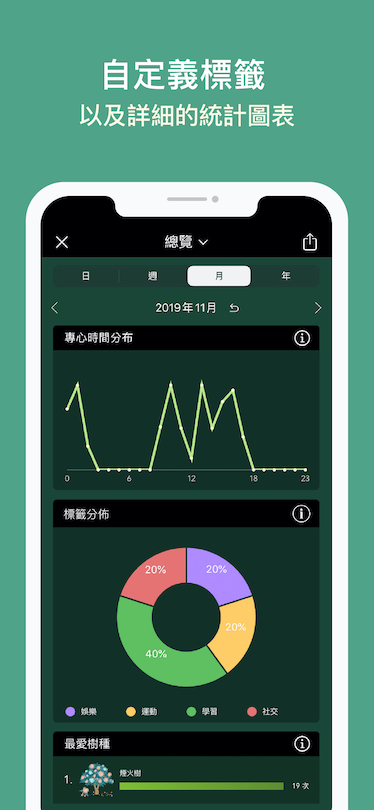 自定義標籤
以及詳細的統計圖表
總覽
日 週 月 年
2019年11月
專心時間分布
0 6 12 18 23
標籤分佈
20% 20%
20%
40%
娛樂 運動 學習 社交
最愛樹種
1. 煙火樹
19 次